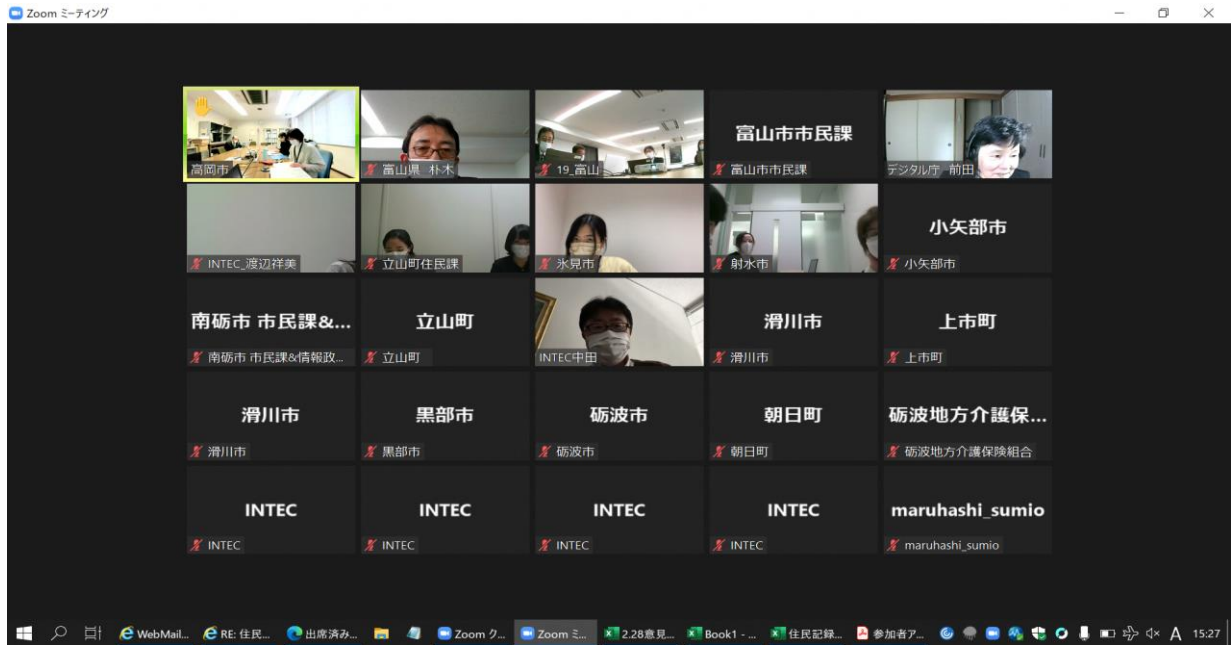 Zoom ミーティング
高岡市
富山県 朴木
19_富山
富山市市民課
富山市市民課
デジタル庁 前田
INTEC_渡辺祥美
立山町住民課
氷見市
射水市
小矢部市
小矢部市
南砺市 市民課&...
南砺市 市民課&情報政...
立山町
立山町
INTEC中田
滑川市
滑川市
上市町
上市町
滑川市
滑川市
黒部市
黒部市
砺波市
砺波市
朝日町
朝日町
砺波地方介護保...
砺波地方介護保険組合
INTEC
INTEC
INTEC
INTEC
INTEC
INTEC
INTEC
INTEC
maruhashi_sumio
maruhashi_sumio
WebMail...
RE: 住民...
出席済み...
Zoom ク...
Zoom ミ...
2.28意見...
Book1 - ...
住民記録...
参加者ア...
A
15:27